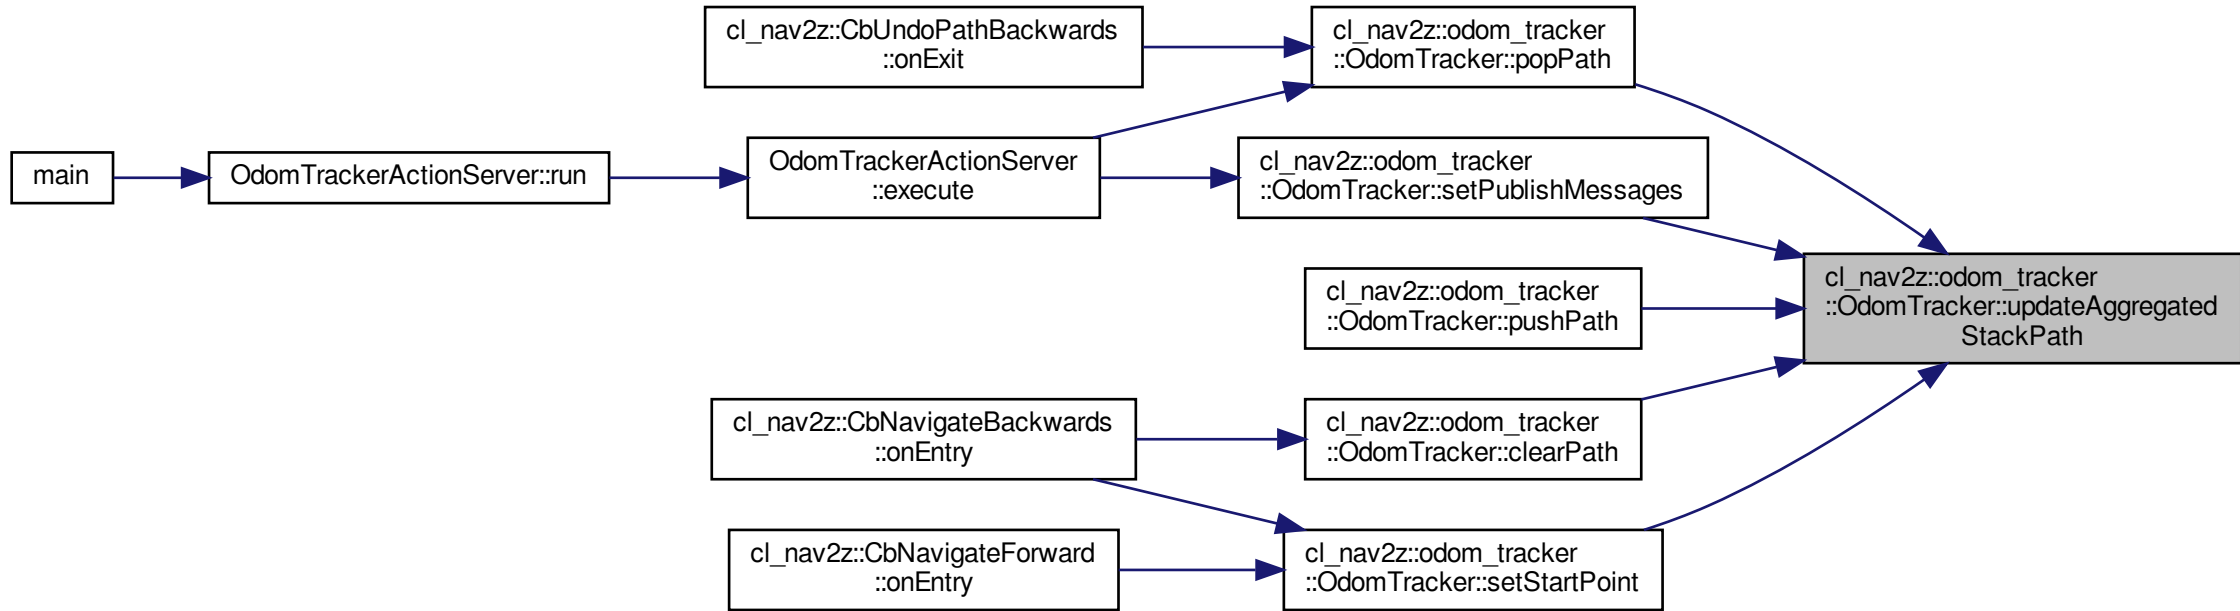 cl_nav2z::CbUndoPathBackwards
::onExit
cl_nav2z::odom_tracker
::OdomTracker::popPath
main
OdomTrackerActionServer::run
OdomTrackerActionServer
::execute
cl_nav2z::odom_tracker
::OdomTracker::setPublishMessages
cl_nav2z::odom_tracker
::OdomTracker::pushPath
cl_nav2z::odom_tracker
::OdomTracker::updateAggregated
StackPath
cl_nav2z::CbNavigateBackwards
::onEntry
cl_nav2z::odom_tracker
::OdomTracker::clearPath
cl_nav2z::CbNavigateForward
::onEntry
cl_nav2z::odom_tracker
::OdomTracker::setStartPoint